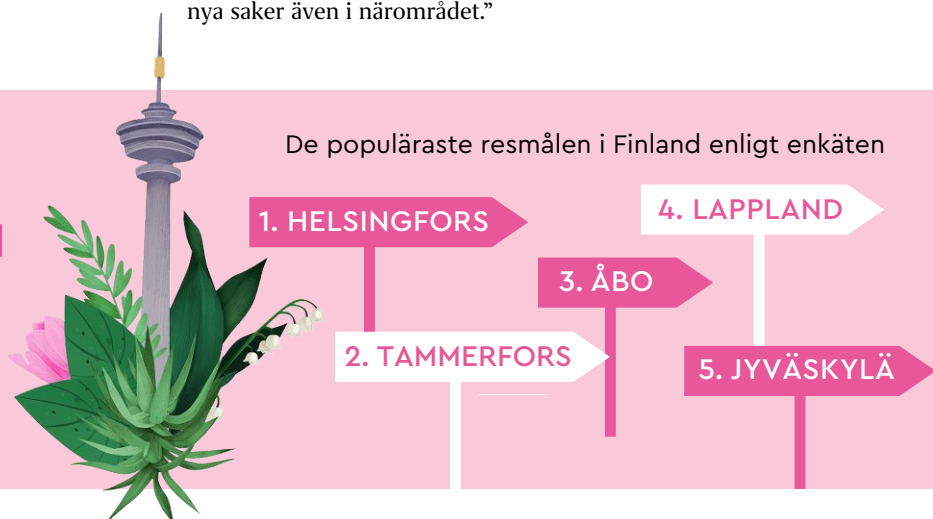 nya saker även i närområdet.”
De populäraste resmålen i Finland enligt enkäten
1. HELSINGFORS
2. TAMMERFORS
3. ÅBO
4. LAPPLAND
5. JYVÄSKYLÄ